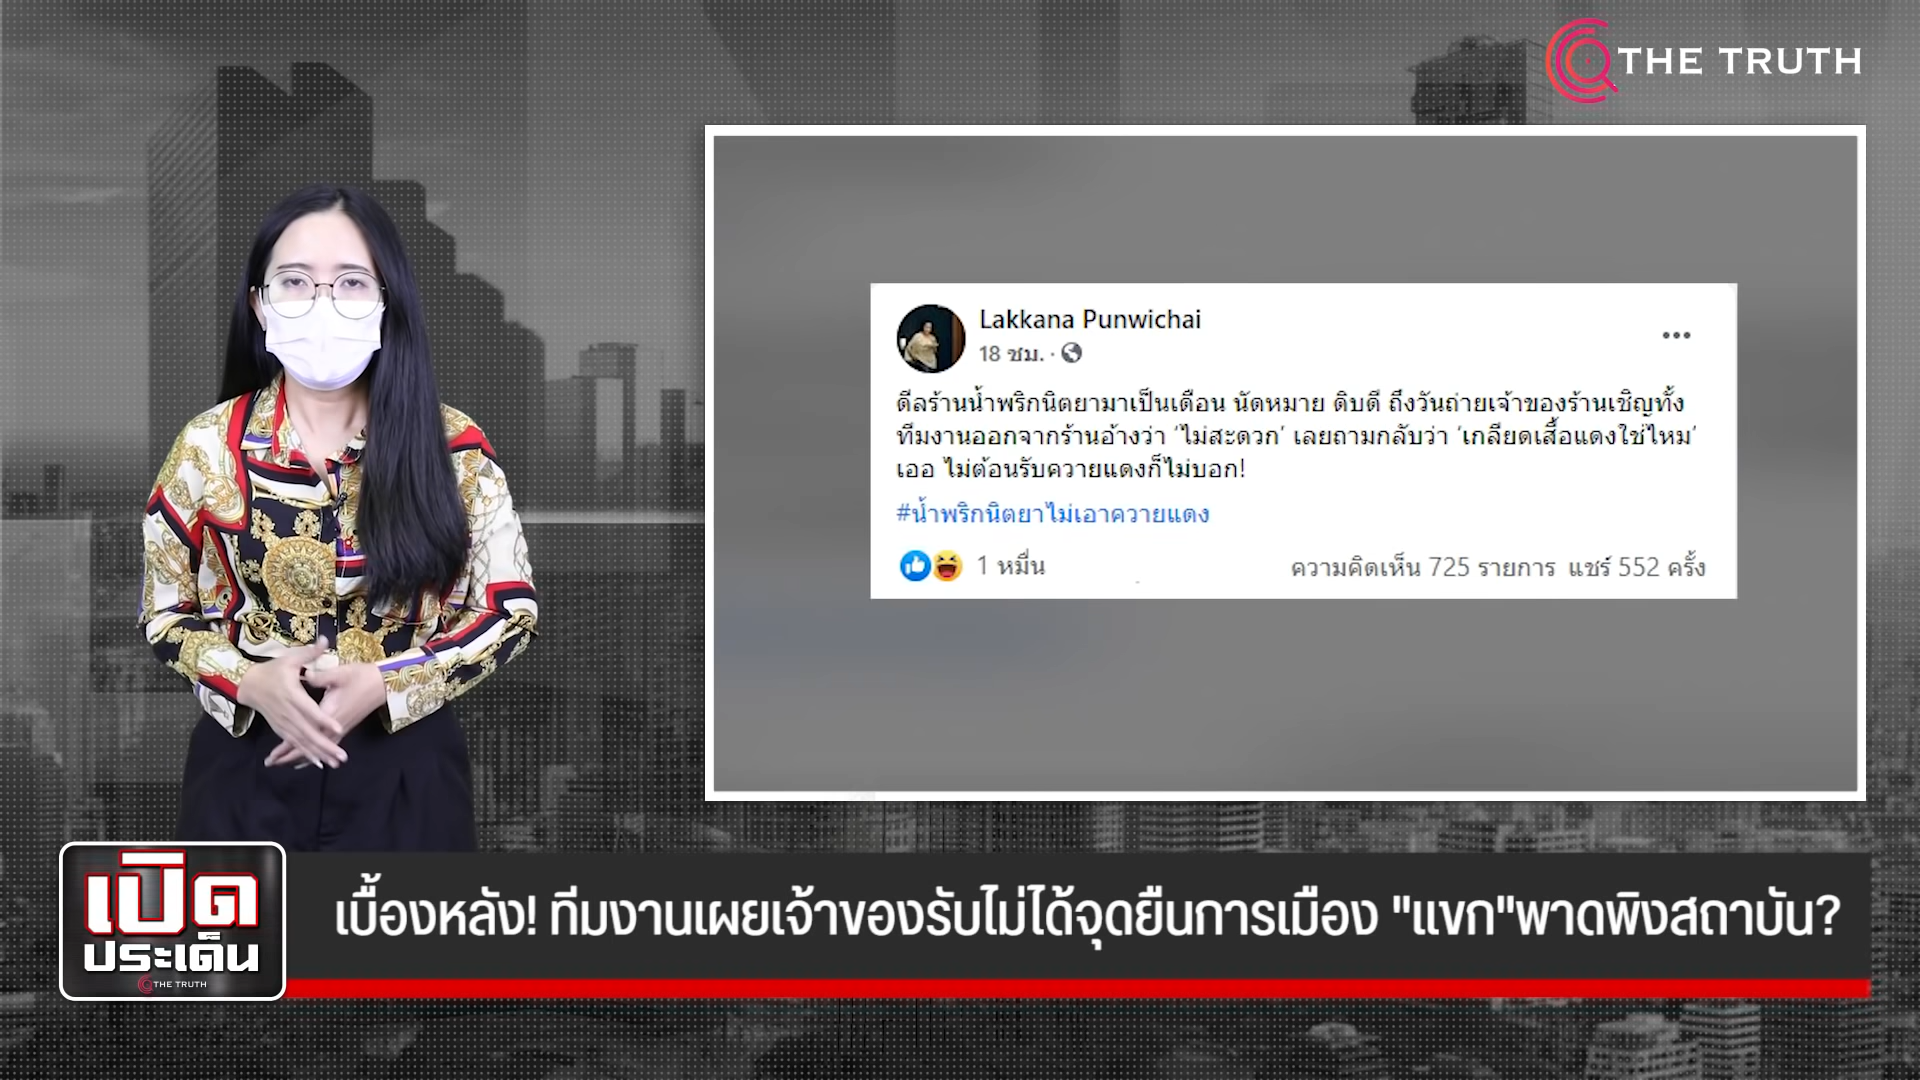 THE TRUTH
Lakkana Punwichai
18 ชม. ·
ดีลร้านน้ำพริกนิตยามาเป็นเดือน นัดหมาย ดิบดี ถึงวันถ่ายเจ้าของร้านเชิญทั้ง
ทีมงานออกจากร้านอ้างว่า ‘ไม่สะดวก’ เลยถามกลับว่า ‘เกลียดเสื้อแดงใช่ไหม’
เออ ไม่ต้อนรับควายแดงก็ไม่บอก!
#น้ำพริกนิตยาไม่เอาควายแดง
1 หมื่น ความคิดเห็น 725 รายการ แชร์ 552 ครั้ง
เปิด
ประเด็น
THE TRUTH
เบื้องหลัง! ทีมงานเผยเจ้าของรับไม่ได้จุดยืนการเมือง "แขก"พาดพิงสถาบัน?